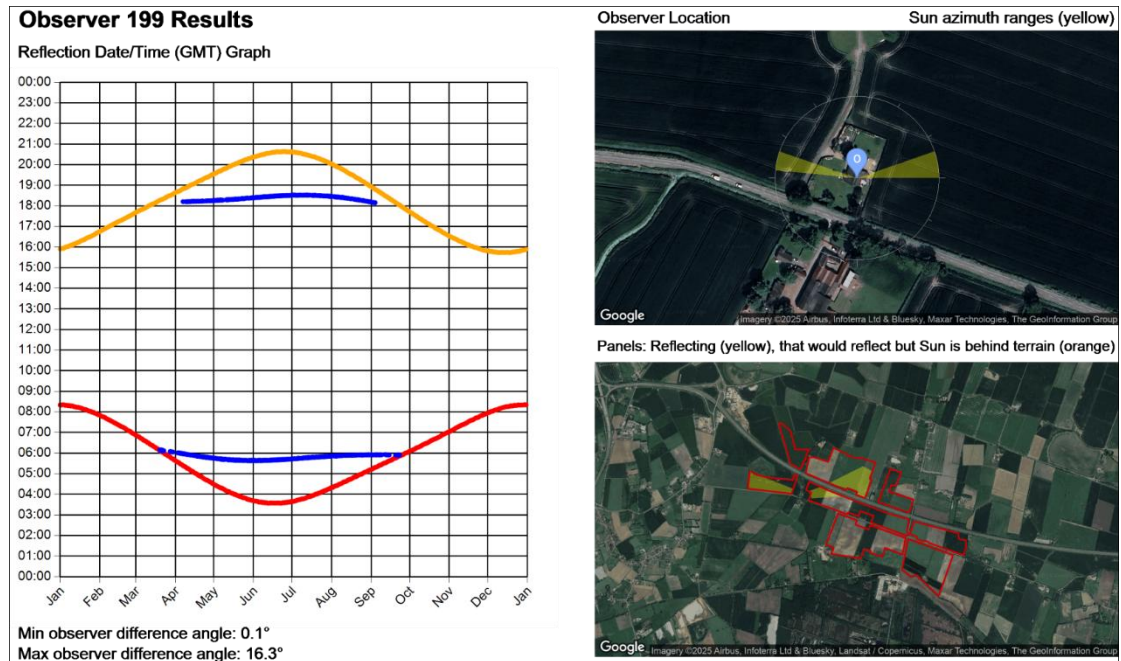 Observer 199 Results
Reflection Date/Time (GMT) Graph
00:00
23:00
22:00
21:00
20:00
19:00
18:00
17:00
16:00
15:00
14:00
13:00
12:00
11:00
10:00
09:00
08:00
07:00
06:00
05:00
04:00
03:00
02:00
01:00
00:00
Jan Feb Mar Apr May Jun Jul Aug Sep Oct Nov Dec Jan
Min observer difference angle: 0.1°
Max observer difference angle: 16.3°
Observer Location Sun azimuth ranges (yellow)
O
Google Imagery ©2025 Airbus, Infoterra Ltd & Bluesky, Maxar Technologies, The GeoInformation Group
Panels: Reflecting (yellow), that would reflect but Sun is behind terrain (orange)
Google Imagery ©2025 Airbus, Infoterra Ltd & Bluesky, Landsat / Copernicus, Maxar Technologies, The GeoInformation Group